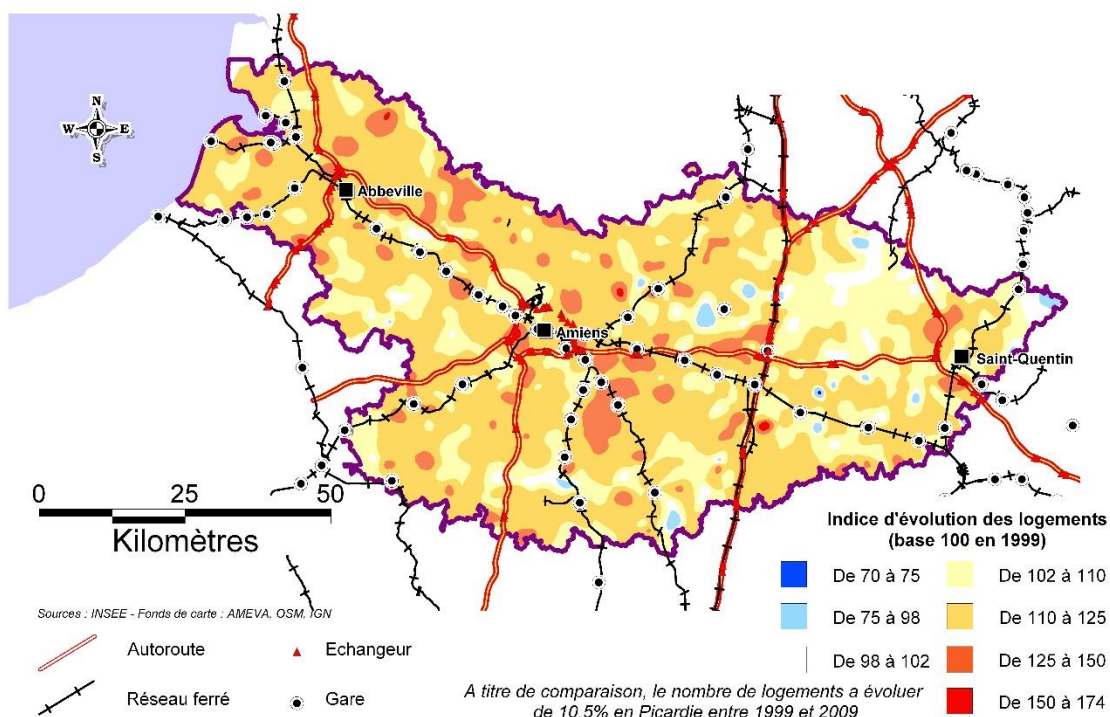 N
W E
S
Abbeville
Amiens
Saint-Quentin
0 25 50
Kilomètres
Sources : INSEE - Fonds de carte : AMEVA, OSM, IGN
Autoroute
Echangeur
Réseau ferré
Gare
Indice d'évolution des logements
(base 100 en 1999)
De 70 à 75
De 102 à 110
De 75 à 98
De 110 à 125
De 98 à 102
De 125 à 150
De 150 à 174
A titre de comparaison, le nombre de logements a évoluer
de 10,5% en Picardie entre 1999 et 2009